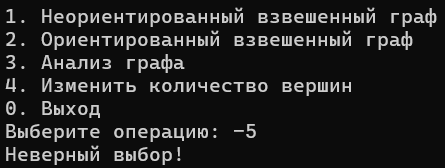 1. Неориентированный взвешенный граф
2. Ориентированный взвешенный граф
3. Анализ графа
4. Изменить количество вершин
0. Выход
Выберите операцию: -5
Неверный выбор!